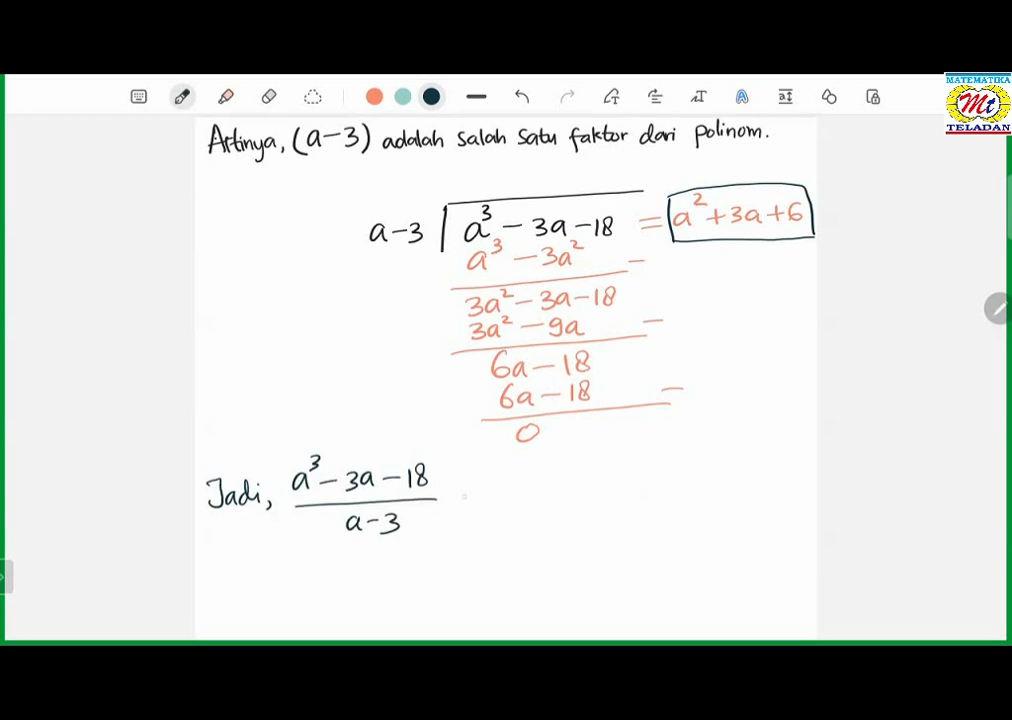 MATEMATIKA
Mt
TELADAN
Artinya, (a-3) adalah salah satu faktor dari polinom.
a-3 | a³ - 3a - 18 = a² + 3a + 6
a³ - 3a² -
3a² - 3a - 18
3a² - 9a -
6a - 18
6a - 18 -
0
Jadi, a³ - 3a - 18
a - 3